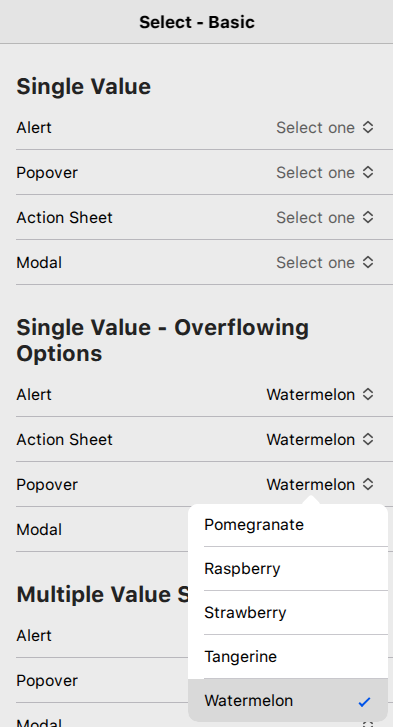 Select - Basic
Single Value
Alert Select one
Popover Select one
Action Sheet Select one
Modal Select one
Single Value - Overflowing
Options
Alert Watermelon
Action Sheet Watermelon
Popover Watermelon
Modal
Pomegranate
Raspberry
Strawberry
Tangerine
Watermelon
Multiple Value S
Alert
Popover
Modal